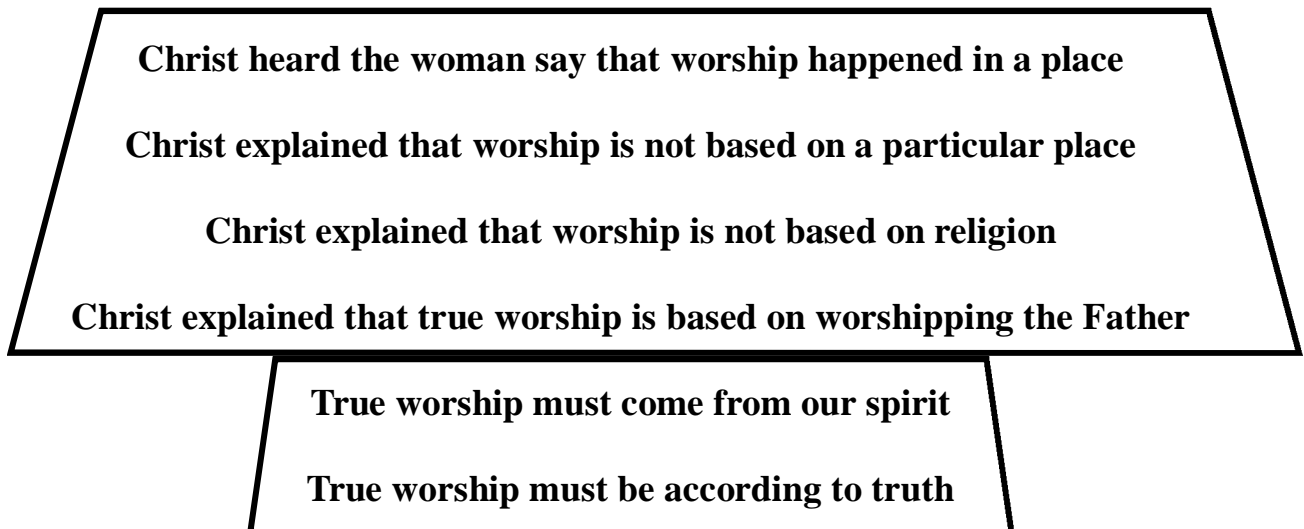 Christ heard the woman say that worship happened in a place
Christ explained that worship is not based on a particular place
Christ explained that worship is not based on religion
Christ explained that true worship is based on worshipping the Father
True worship must come from our spirit
True worship must be according to truth